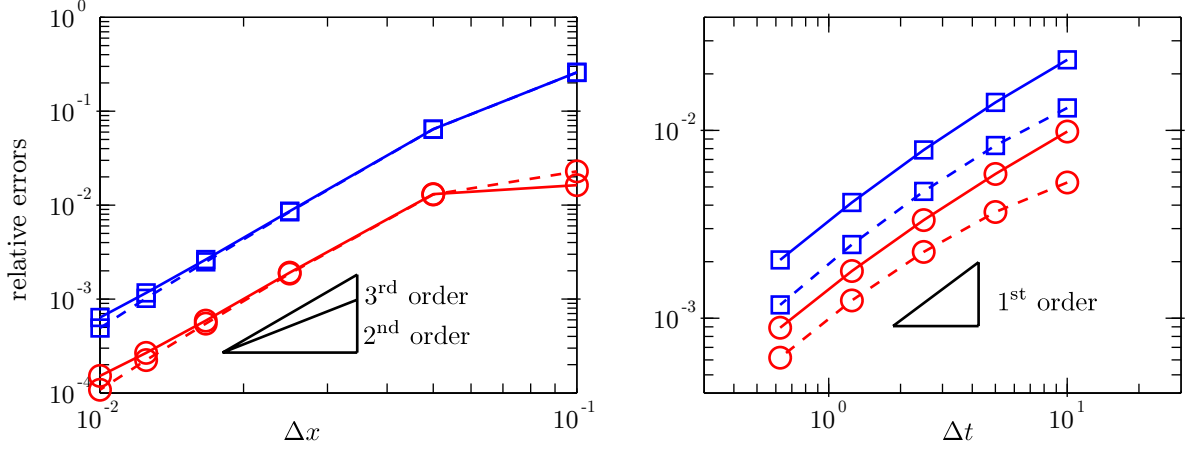 relative errors
10^0
10^-1
10^-2
10^-3
10^-4
10^-2
10^-1
Δx
3^rd order
2^nd order
10^-2
10^-3
10^0
10^1
Δt
1^st order